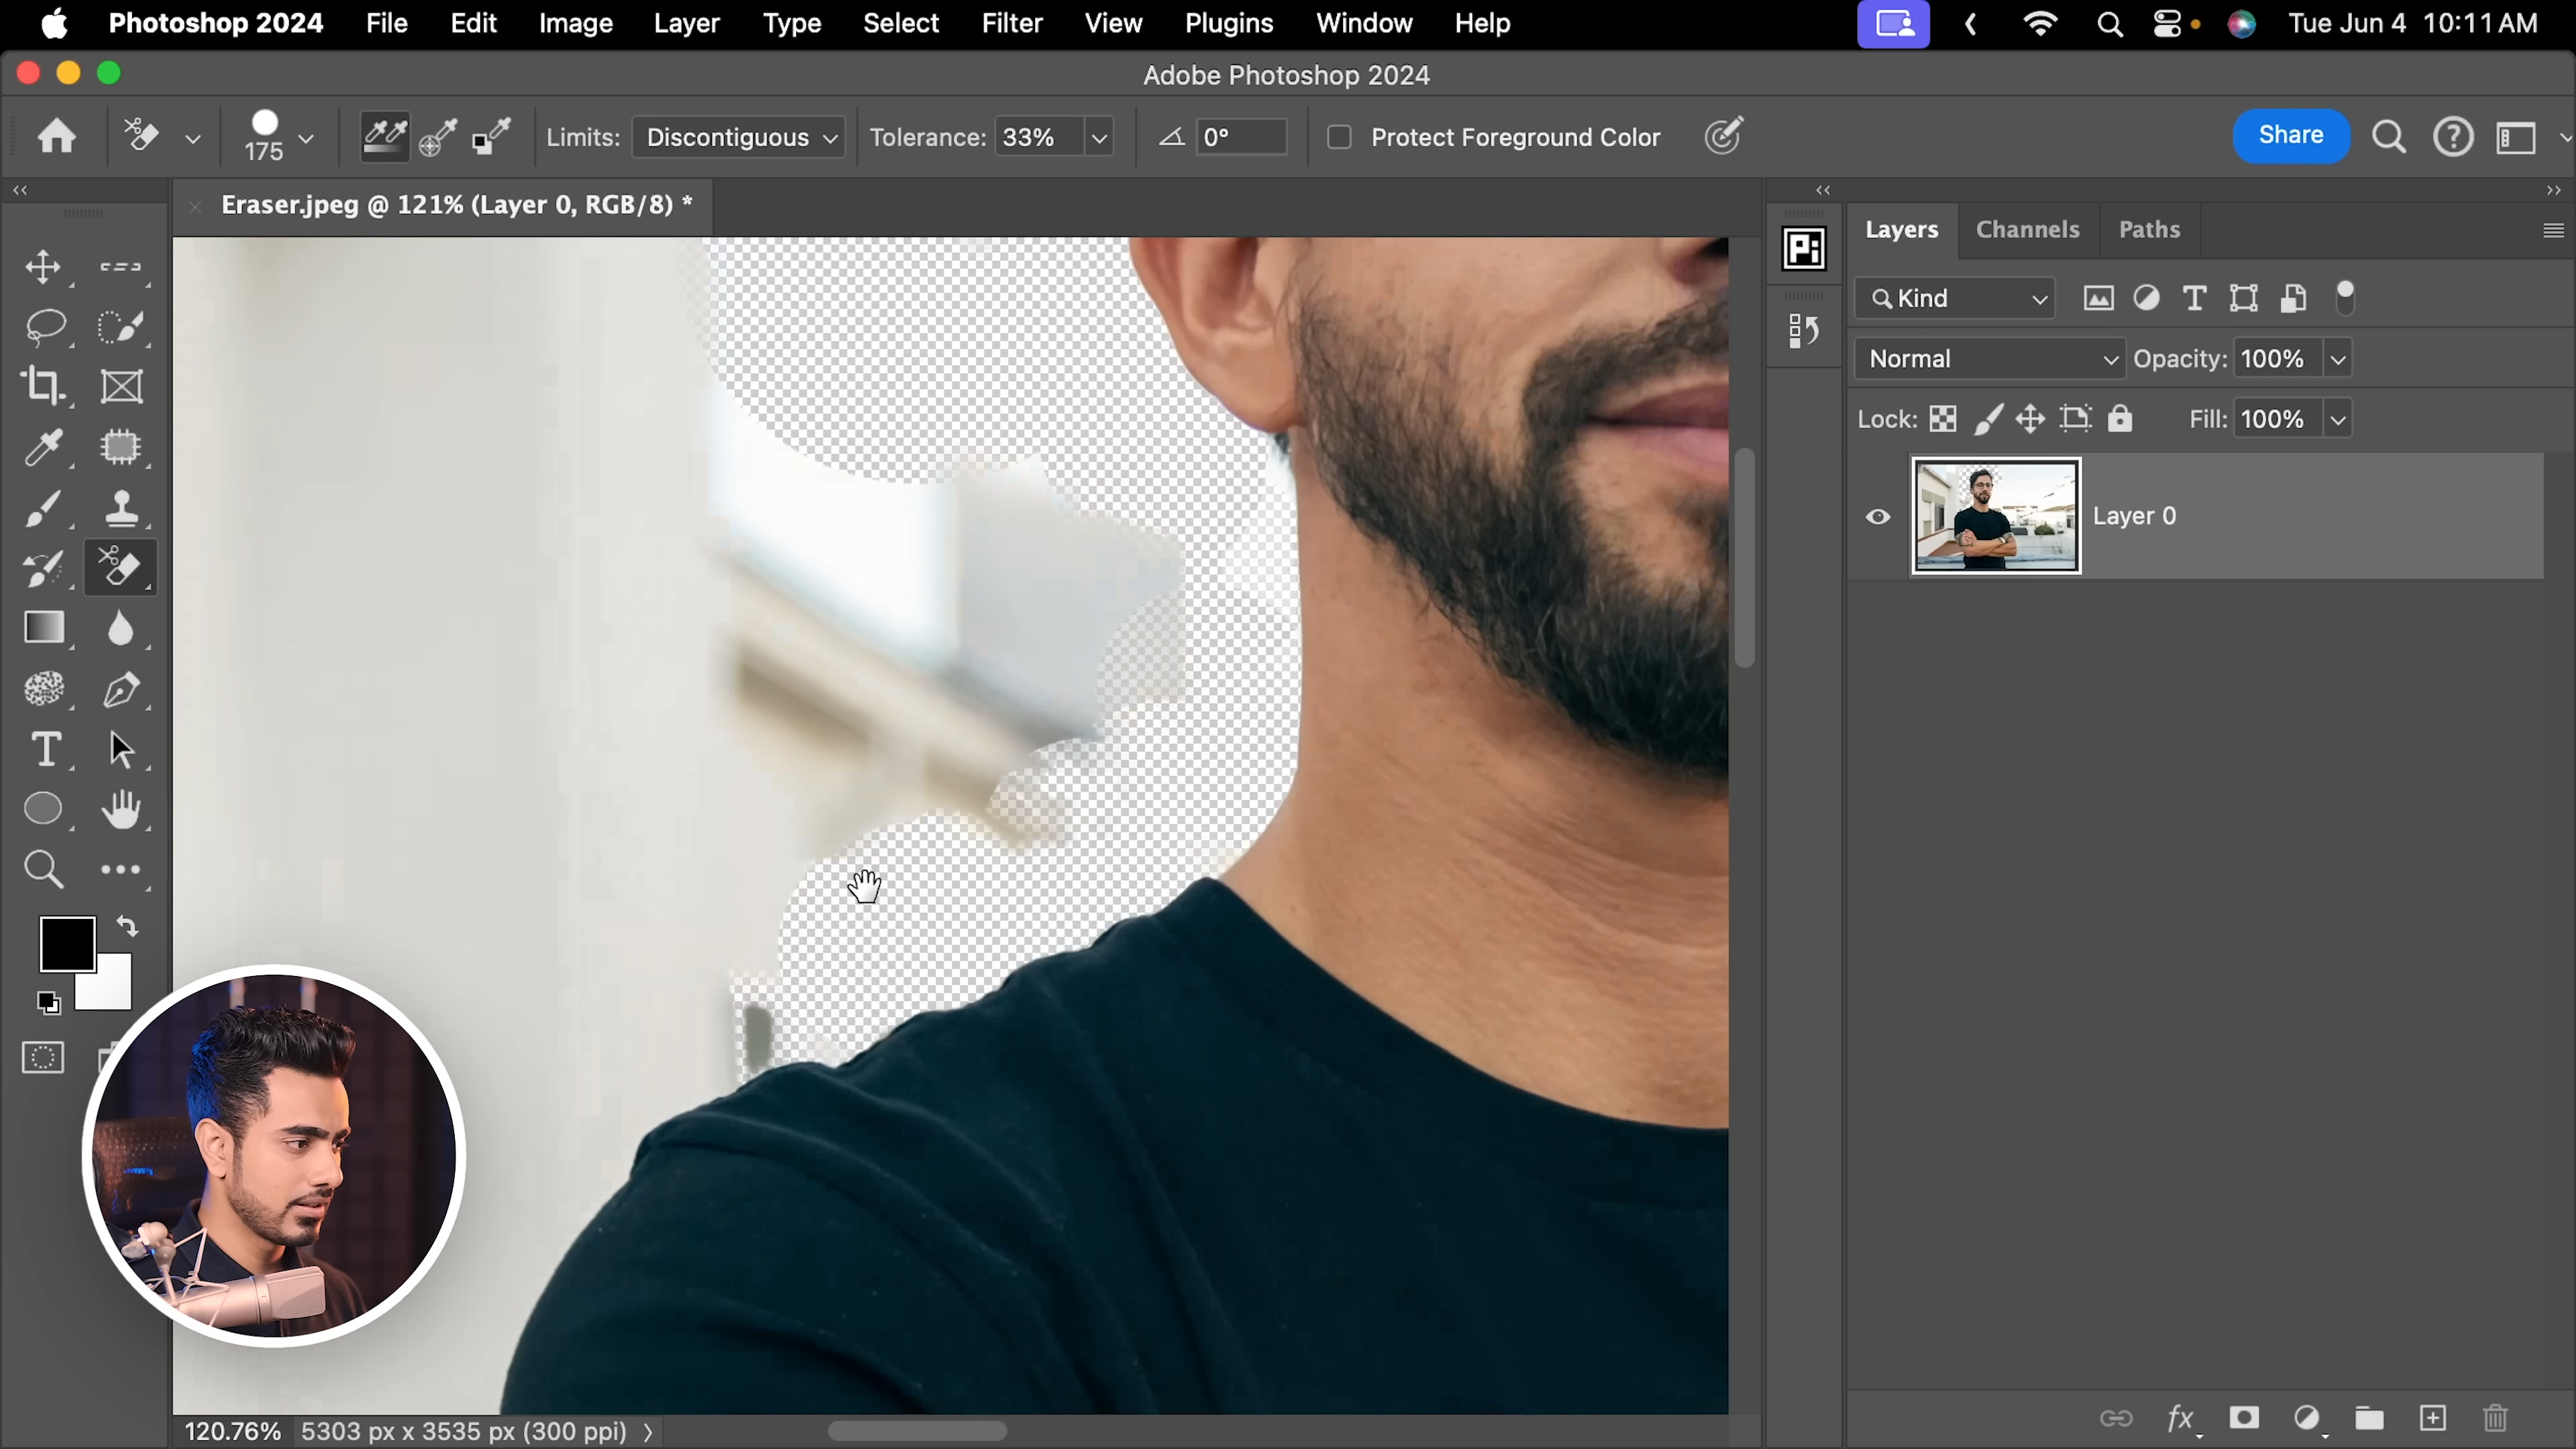 Photoshop 2024 File Edit Image Layer Type Select Filter View Plugins Window Help Tue Jun 4 10:11 AM
Adobe Photoshop 2024
175 Limits: Discontiguous Tolerance: 33% 0° Protect Foreground Color Share
Eraser.jpeg @ 121% (Layer 0, RGB/8) *
Layers Channels Paths
Kind
Normal Opacity: 100%
Lock: Fill: 100%
Layer 0
120.76% 5303 px x 3535 px (300 ppi)